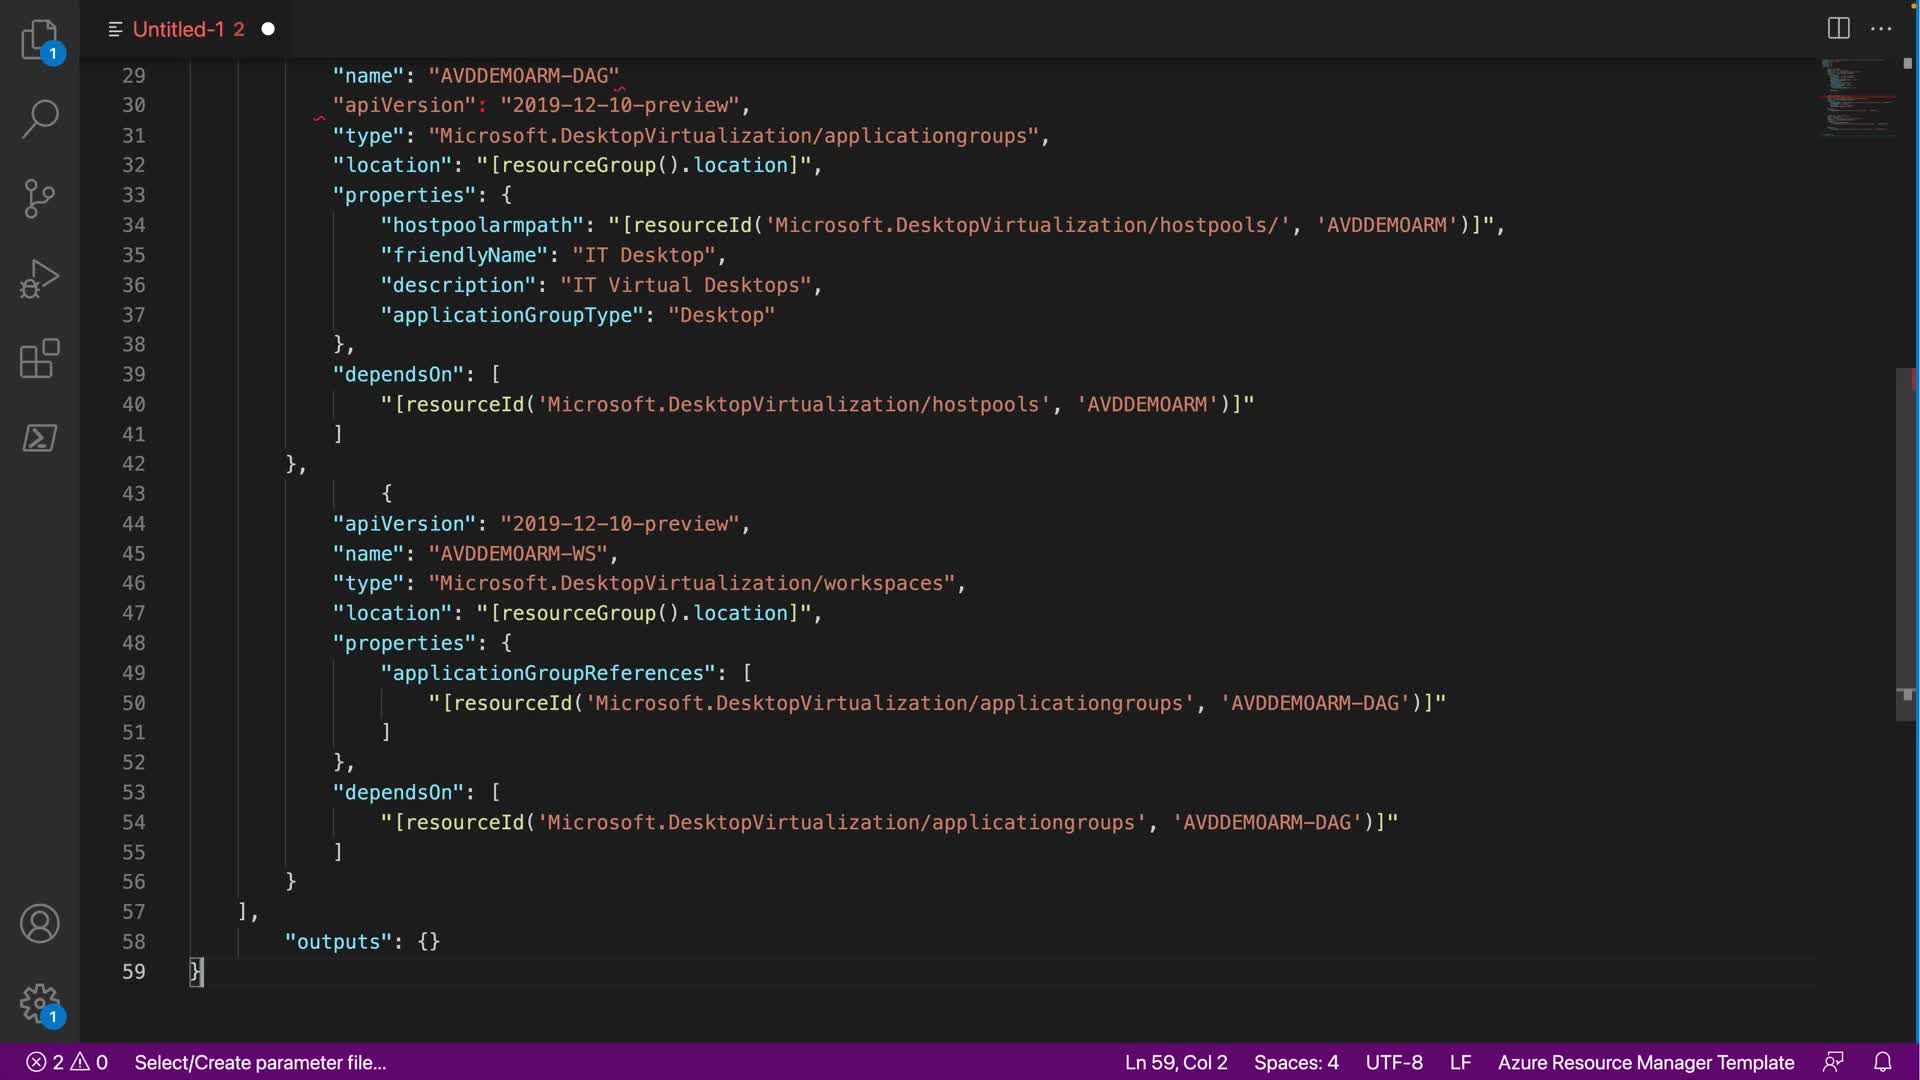 1
Untitled-1 2
29 "name": "AVDDEMOARM-DAG"
30 "apiVersion": "2019-12-10-preview",
31 "type": "Microsoft.DesktopVirtualization/applicationgroups",
32 "location": "[resourceGroup().location]",
33 "properties": {
34 "hostpoolarmpath": "[resourceId('Microsoft.DesktopVirtualization/hostpools/', 'AVDDEMOARM')]",
35 "friendlyName": "IT Desktop",
36 "description": "IT Virtual Desktops",
37 "applicationGroupType": "Desktop"
38 },
39 "dependsOn": [
40 "[resourceId('Microsoft.DesktopVirtualization/hostpools', 'AVDDEMOARM')]"
41 ]
42 },
43 {
44 "apiVersion": "2019-12-10-preview",
45 "name": "AVDDEMOARM-WS",
46 "type": "Microsoft.DesktopVirtualization/workspaces",
47 "location": "[resourceGroup().location]",
48 "properties": {
49 "applicationGroupReferences": [
50 "[resourceId('Microsoft.DesktopVirtualization/applicationgroups', 'AVDDEMOARM-DAG')]"
51 ]
52 },
53 "dependsOn": [
54 "[resourceId('Microsoft.DesktopVirtualization/applicationgroups', 'AVDDEMOARM-DAG')]"
55 ]
56 }
57 ],
58 "outputs": {}
59 }
1
2 0 Select/Create parameter file... Ln 59, Col 2 Spaces: 4 UTF-8 LF Azure Resource Manager Template